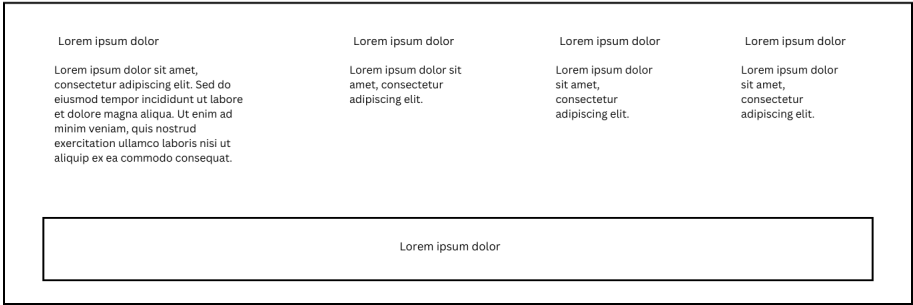 Lorem ipsum dolor
Lorem ipsum dolor sit amet,
consectetur adipiscing elit. Sed do
eiusmod tempor incididunt ut labore
et dolore magna aliqua. Ut enim ad
minim veniam, quis nostrud
exercitation ullamco laboris nisi ut
aliquip ex ea commodo consequat.
Lorem ipsum dolor
Lorem ipsum dolor sit
amet, consectetur
adipiscing elit.
Lorem ipsum dolor
Lorem ipsum dolor
sit amet,
consectetur
adipiscing elit.
Lorem ipsum dolor
Lorem ipsum dolor
sit amet,
consectetur
adipiscing elit.
Lorem ipsum dolor